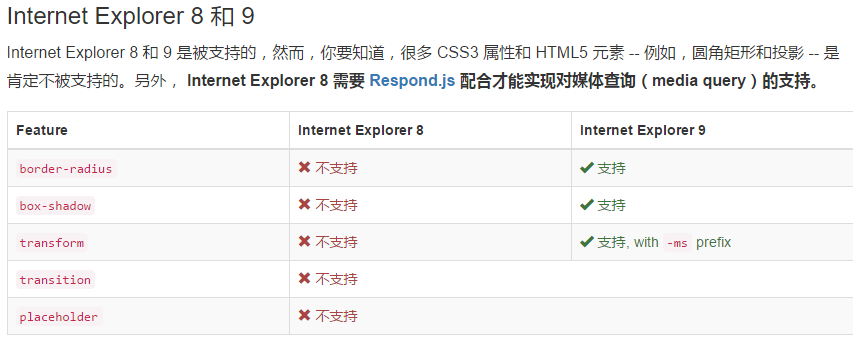 Internet Explorer 8 和 9
Internet Explorer 8 和 9 是被支持的，然而，你要知道，很多 CSS3 属性和 HTML5 元素 -- 例如，圆角矩形和投影 -- 是
肯定不被支持的。另外， Internet Explorer 8 需要 Respond.js 配合才能实现对媒体查询（media query）的支持。
Feature Internet Explorer 8 Internet Explorer 9
border-radius ✖ 不支持 ✔ 支持
box-shadow ✖ 不支持 ✔ 支持
transform ✖ 不支持 ✔ 支持, with -ms prefix
transition ✖ 不支持
placeholder ✖ 不支持